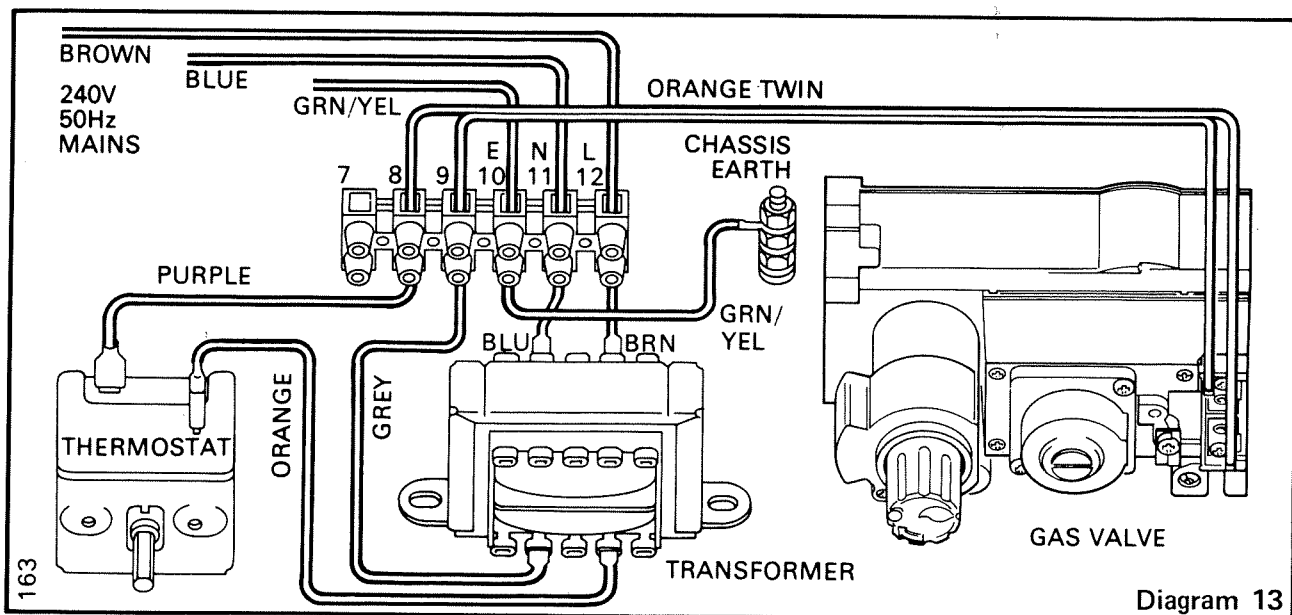 BROWN
BLUE
240V
50Hz
MAINS
GRN/YEL
ORANGE TWIN
CHASSIS
EARTH
E N L
7 8 9 10 11 12
PURPLE
GRN/
YEL
BLU
BRN
ORANGE
GREY
THERMOSTAT
TRANSFORMER
GAS VALVE
163
Diagram 13